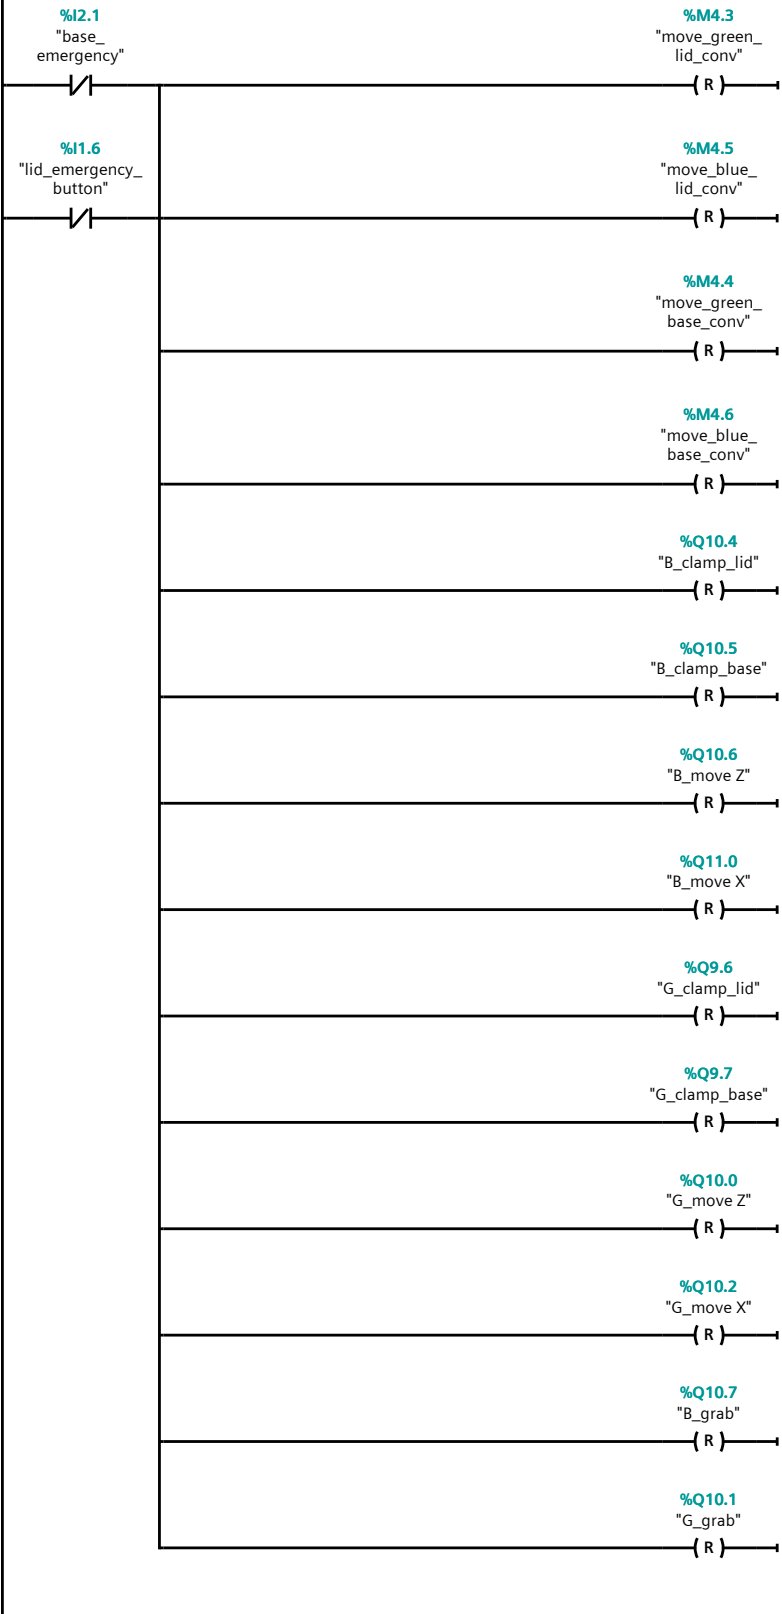 %I2.1
"base_
emergency"
%M4.3
"move_green_
lid_conv"
( R )
%I1.6
"lid_emergency_
button"
%M4.5
"move_blue_
lid_conv"
( R )
%M4.4
"move_green_
base_conv"
( R )
%M4.6
"move_blue_
base_conv"
( R )
%Q10.4
"B_clamp_lid"
( R )
%Q10.5
"B_clamp_base"
( R )
%Q10.6
"B_move Z"
( R )
%Q11.0
"B_move X"
( R )
%Q9.6
"G_clamp_lid"
( R )
%Q9.7
"G_clamp_base"
( R )
%Q10.0
"G_move Z"
( R )
%Q10.2
"G_move X"
( R )
%Q10.7
"B_grab"
( R )
%Q10.1
"G_grab"
( R )